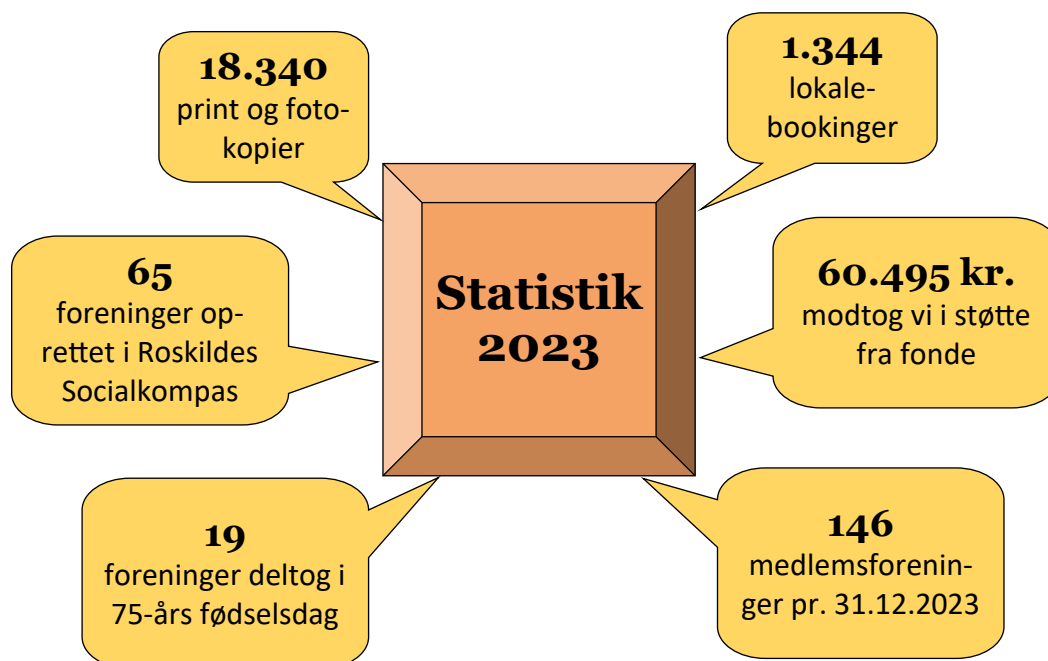 18.340
print og foto-
kopier
1.344
lokale-
bookinger
65
foreninger op-
rettet i Roskildes
Socialkompas
Statistik
2023
60.495 kr.
modtog vi i støtte
fra fonde
19
foreninger deltog i
75-års fødselsdag
146
medlemsforenin-
ger pr. 31.12.2023